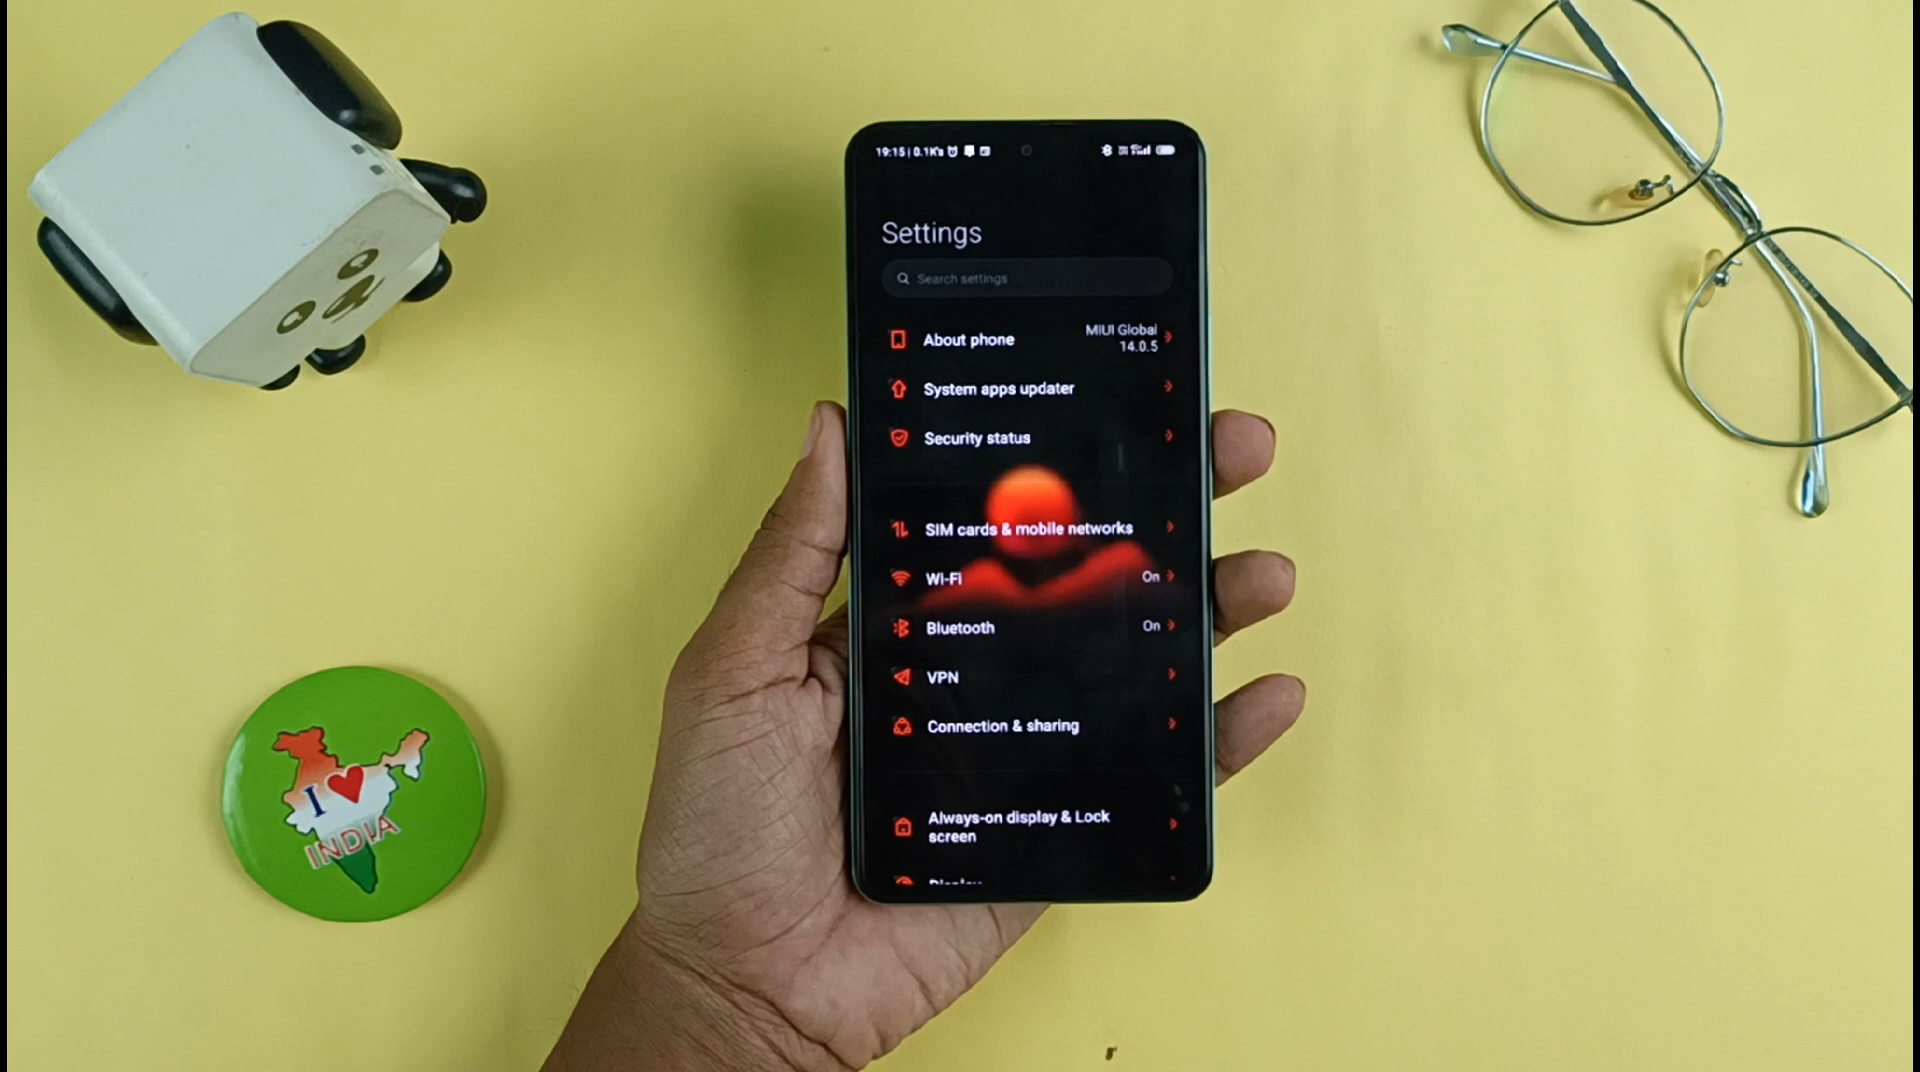 19:15 | 0.1K/s
Settings
Search settings
About phone
MIUI Global
14.0.5
System apps updater
Security status
SIM cards & mobile networks
Wi-Fi
On
Bluetooth
On
VPN
Connection & sharing
Always-on display & Lock
screen
Display
I
INDIA